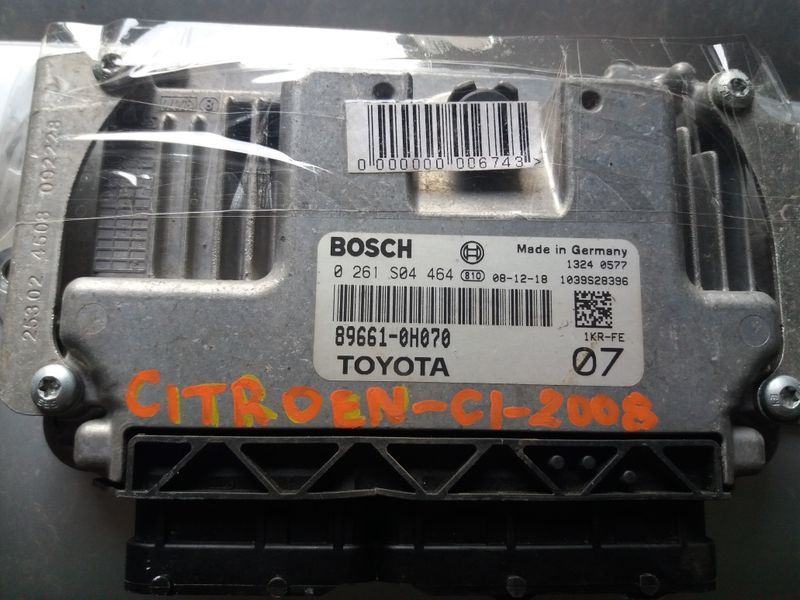 25302 4508 002228
0 000000 006743>
BOSCH
Made in Germany
0 261 S04 464 810 08-12-18
1324 0577
1039S28396
89661-0H070
1KR-FE
TOYOTA
07
CITROEN-C1-2008